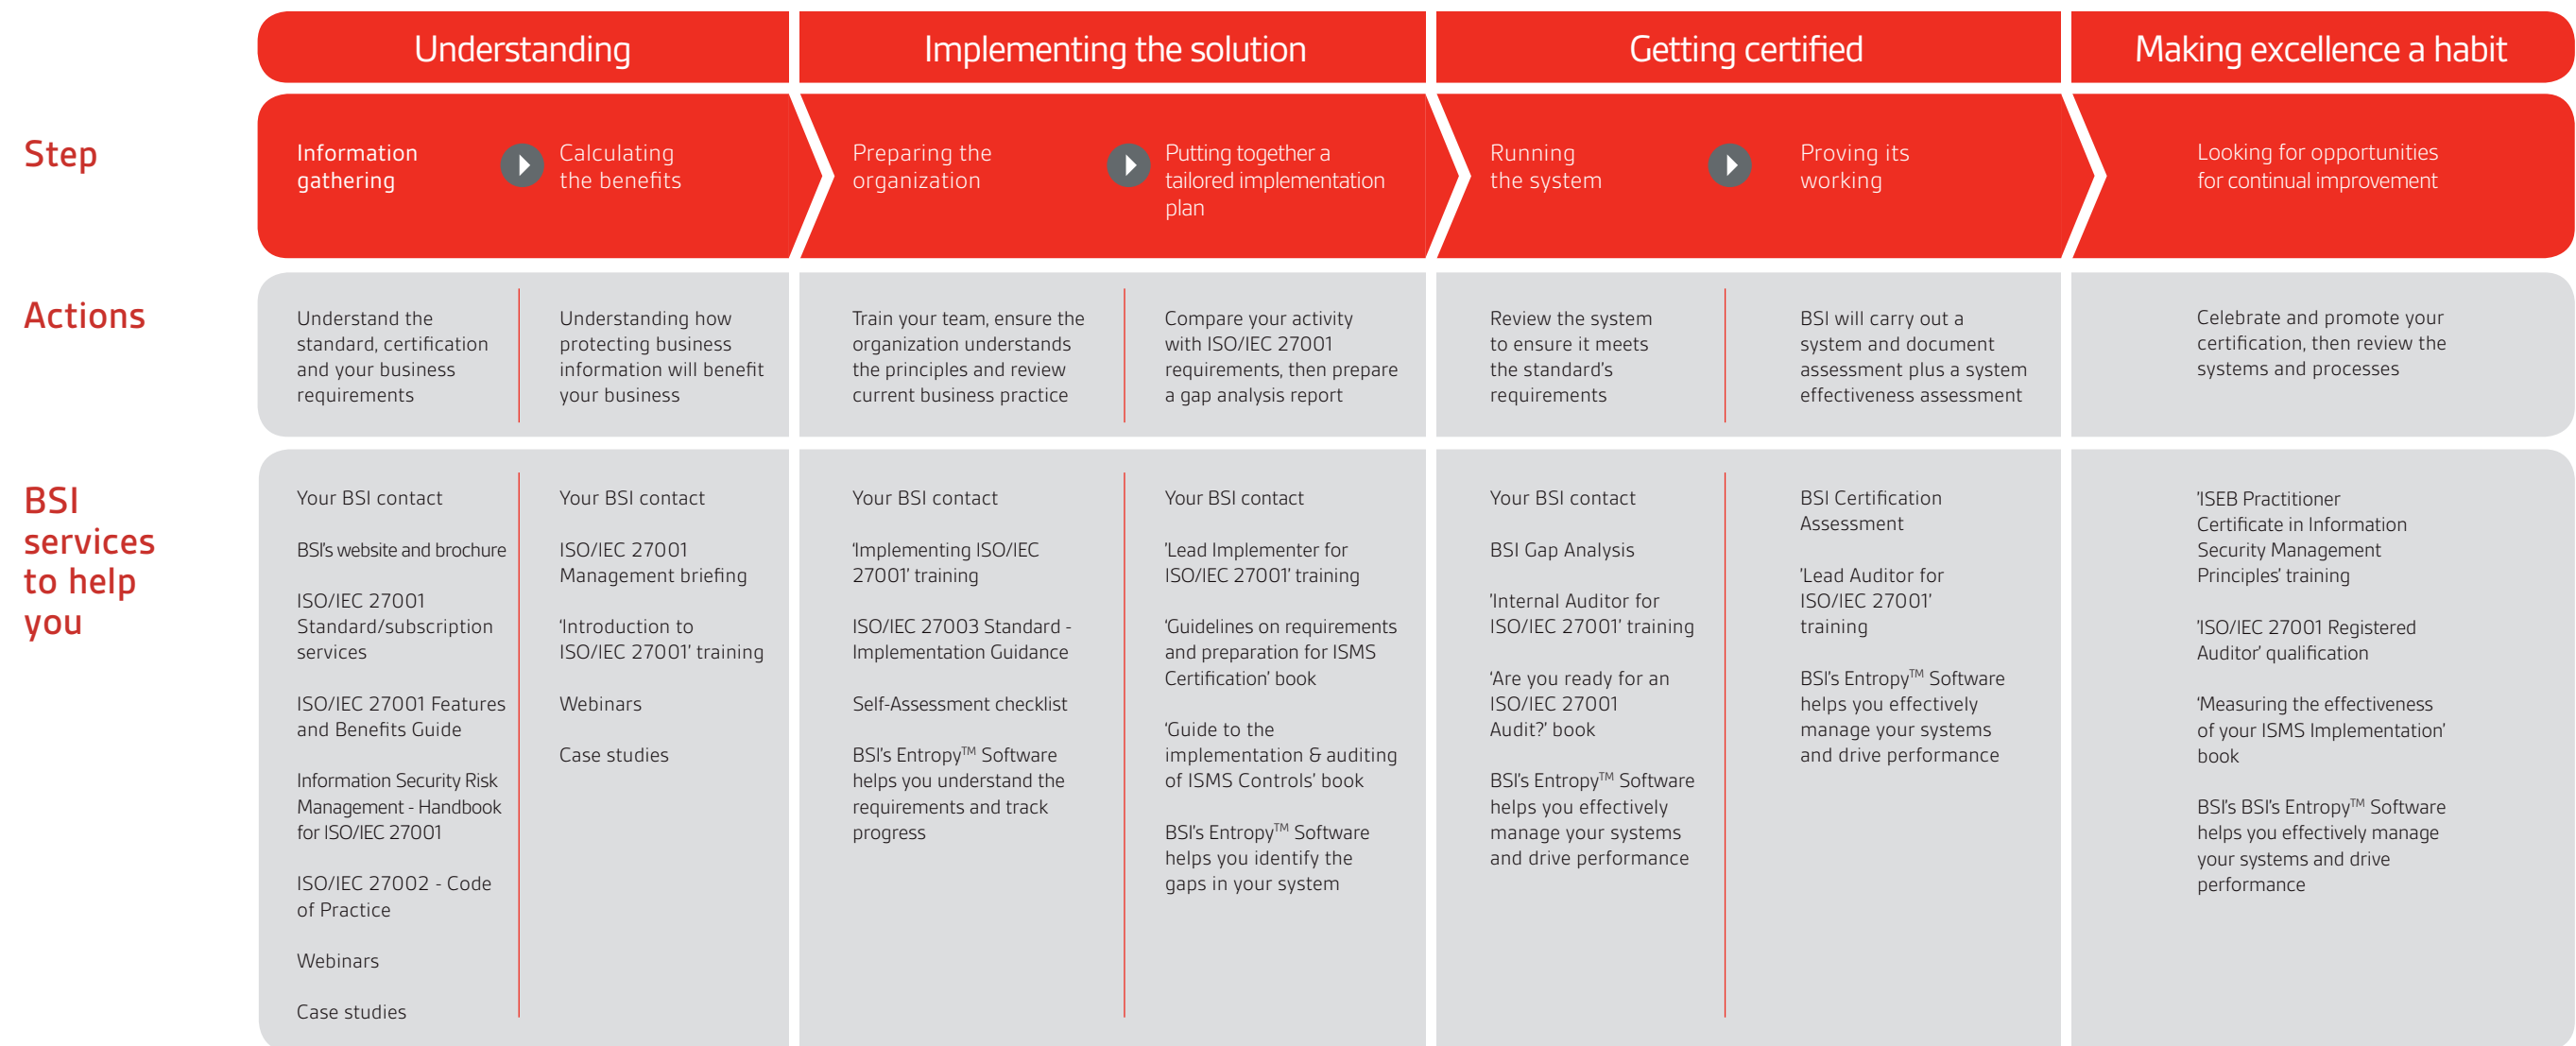 Understanding
Implementing the solution
Getting certified
Making excellence a habit
Step
Information
gathering
Calculating
the benefits
Preparing the
organization
Putting together a
tailored implementation
plan
Running
the system
Proving its
working
Looking for opportunities
for continual improvement
Actions
Understand the
standard, certification
and your business
requirements
Understanding how
protecting business
information will benefit
your business
Train your team, ensure the
organization understands
the principles and review
current business practice
Compare your activity
with ISO/IEC 27001
requirements, then prepare
a gap analysis report
Review the system
to ensure it meets
the standard's
requirements
BSI will carry out a
system and document
assessment plus a system
effectiveness assessment
Celebrate and promote your
certification, then review the
systems and processes
BSI
services
to help
you
Your BSI contact
BSI's website and brochure
ISO/IEC 27001
Standard/subscription
services
ISO/IEC 27001 Features
and Benefits Guide
Information Security Risk
Management - Handbook
for ISO/IEC 27001
ISO/IEC 27002 - Code
of Practice
Webinars
Case studies
Your BSI contact
ISO/IEC 27001
Management briefing
‘Introduction to
ISO/IEC 27001’ training
Webinars
Case studies
Your BSI contact
‘Implementing ISO/IEC
27001’ training
ISO/IEC 27003 Standard -
Implementation Guidance
Self-Assessment checklist
BSI's Entropy™ Software
helps you understand the
requirements and track
progress
Your BSI contact
’Lead Implementer for
ISO/IEC 27001’ training
‘Guidelines on requirements
and preparation for ISMS
Certification’ book
‘Guide to the
implementation & auditing
of ISMS Controls’ book
BSI's Entropy™ Software
helps you identify the
gaps in your system
Your BSI contact
BSI Gap Analysis
’Internal Auditor for
ISO/IEC 27001’ training
‘Are you ready for an
ISO/IEC 27001
Audit?’ book
BSI's Entropy™ Software
helps you effectively
manage your systems
and drive performance
BSI Certification
Assessment
’Lead Auditor for
ISO/IEC 27001’
training
BSI's Entropy™ Software
helps you effectively
manage your systems
and drive performance
’ISEB Practitioner
Certificate in Information
Security Management
Principles’ training
’ISO/IEC 27001 Registered
Auditor’ qualification
‘Measuring the effectiveness
of your ISMS Implementation’
book
BSI's BSI's Entropy™ Software
helps you effectively manage
your systems and drive
performance